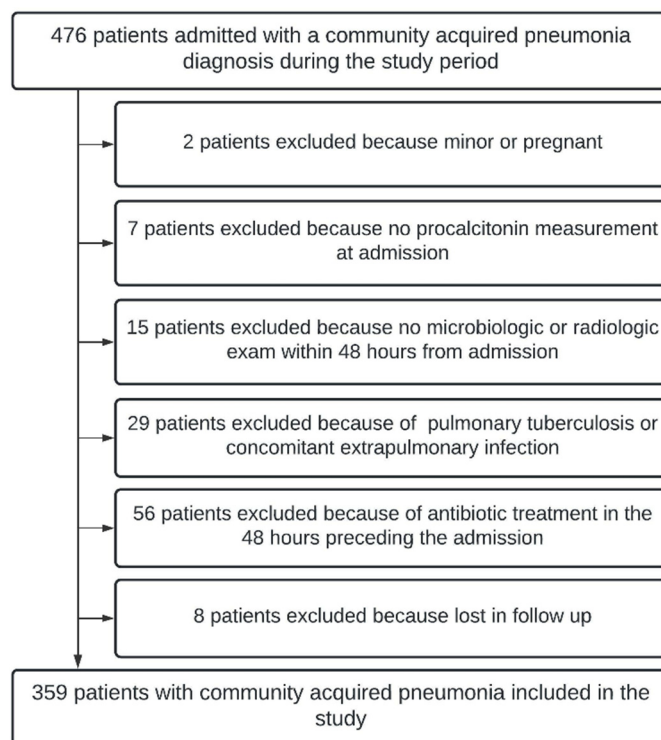 476 patients admitted with a community acquired pneumonia
diagnosis during the study period
2 patients excluded because minor or pregnant
7 patients excluded because no procalcitonin measurement
at admission
15 patients excluded because no microbiologic or radiologic
exam within 48 hours from admission
29 patients excluded because of  pulmonary tuberculosis or
concomitant extrapulmonary infection
56 patients excluded because of antibiotic treatment in the
48 hours preceding the admission
8 patients excluded because lost in follow up
359 patients with community acquired pneumonia included in the
study